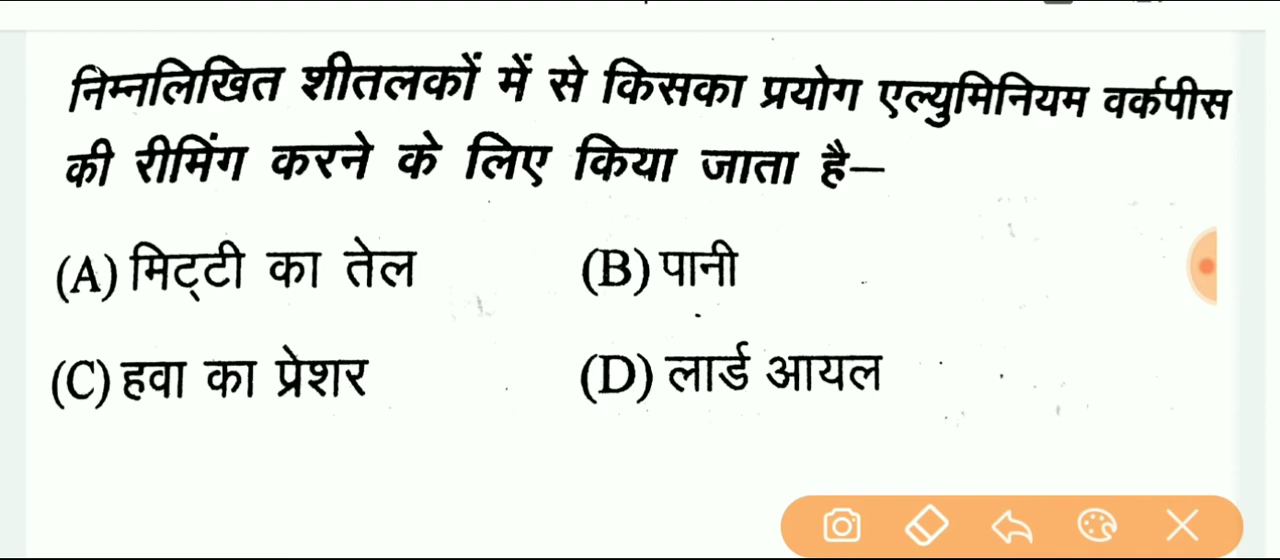 निम्नलिखित शीतलकों में से किसका प्रयोग एल्युमिनियम वर्कपीस
की रीमिंग करने के लिए किया जाता है—
(A) मिट्टी का तेल (B) पानी
(C) हवा का प्रेशर (D) लार्ड आयल